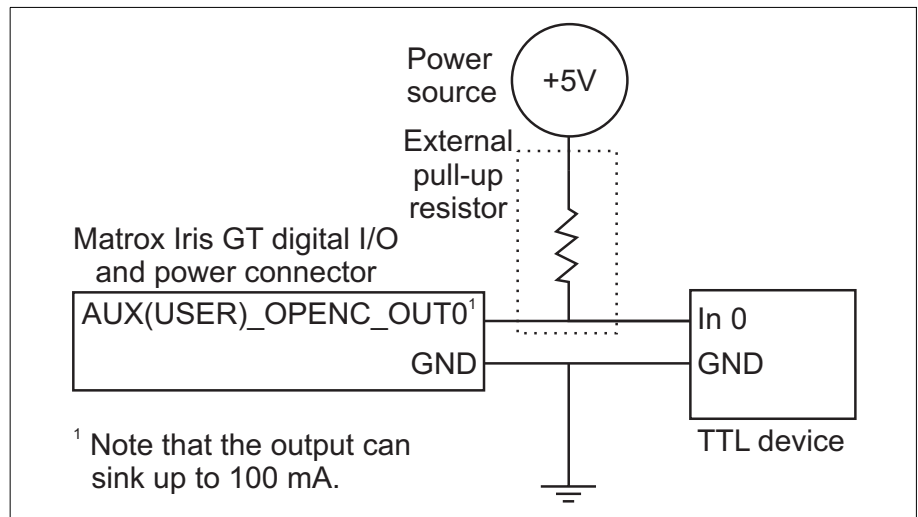 Power
source
+5V
External
pull-up
resistor
Matrox Iris GT digital I/O
and power connector
AUX(USER)_OPENC_OUT0¹
In 0
GND
GND
TTL device
¹ Note that the output can
sink up to 100 mA.